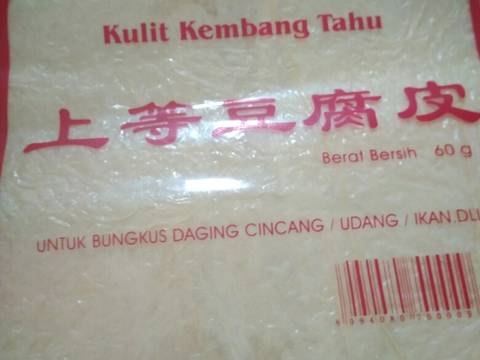 Kulit Kembang Tahu
上等豆腐皮
Berat Bersih 60 g
UNTUK BUNGKUS DAGING CINCANG / UDANG / IKAN.DLL